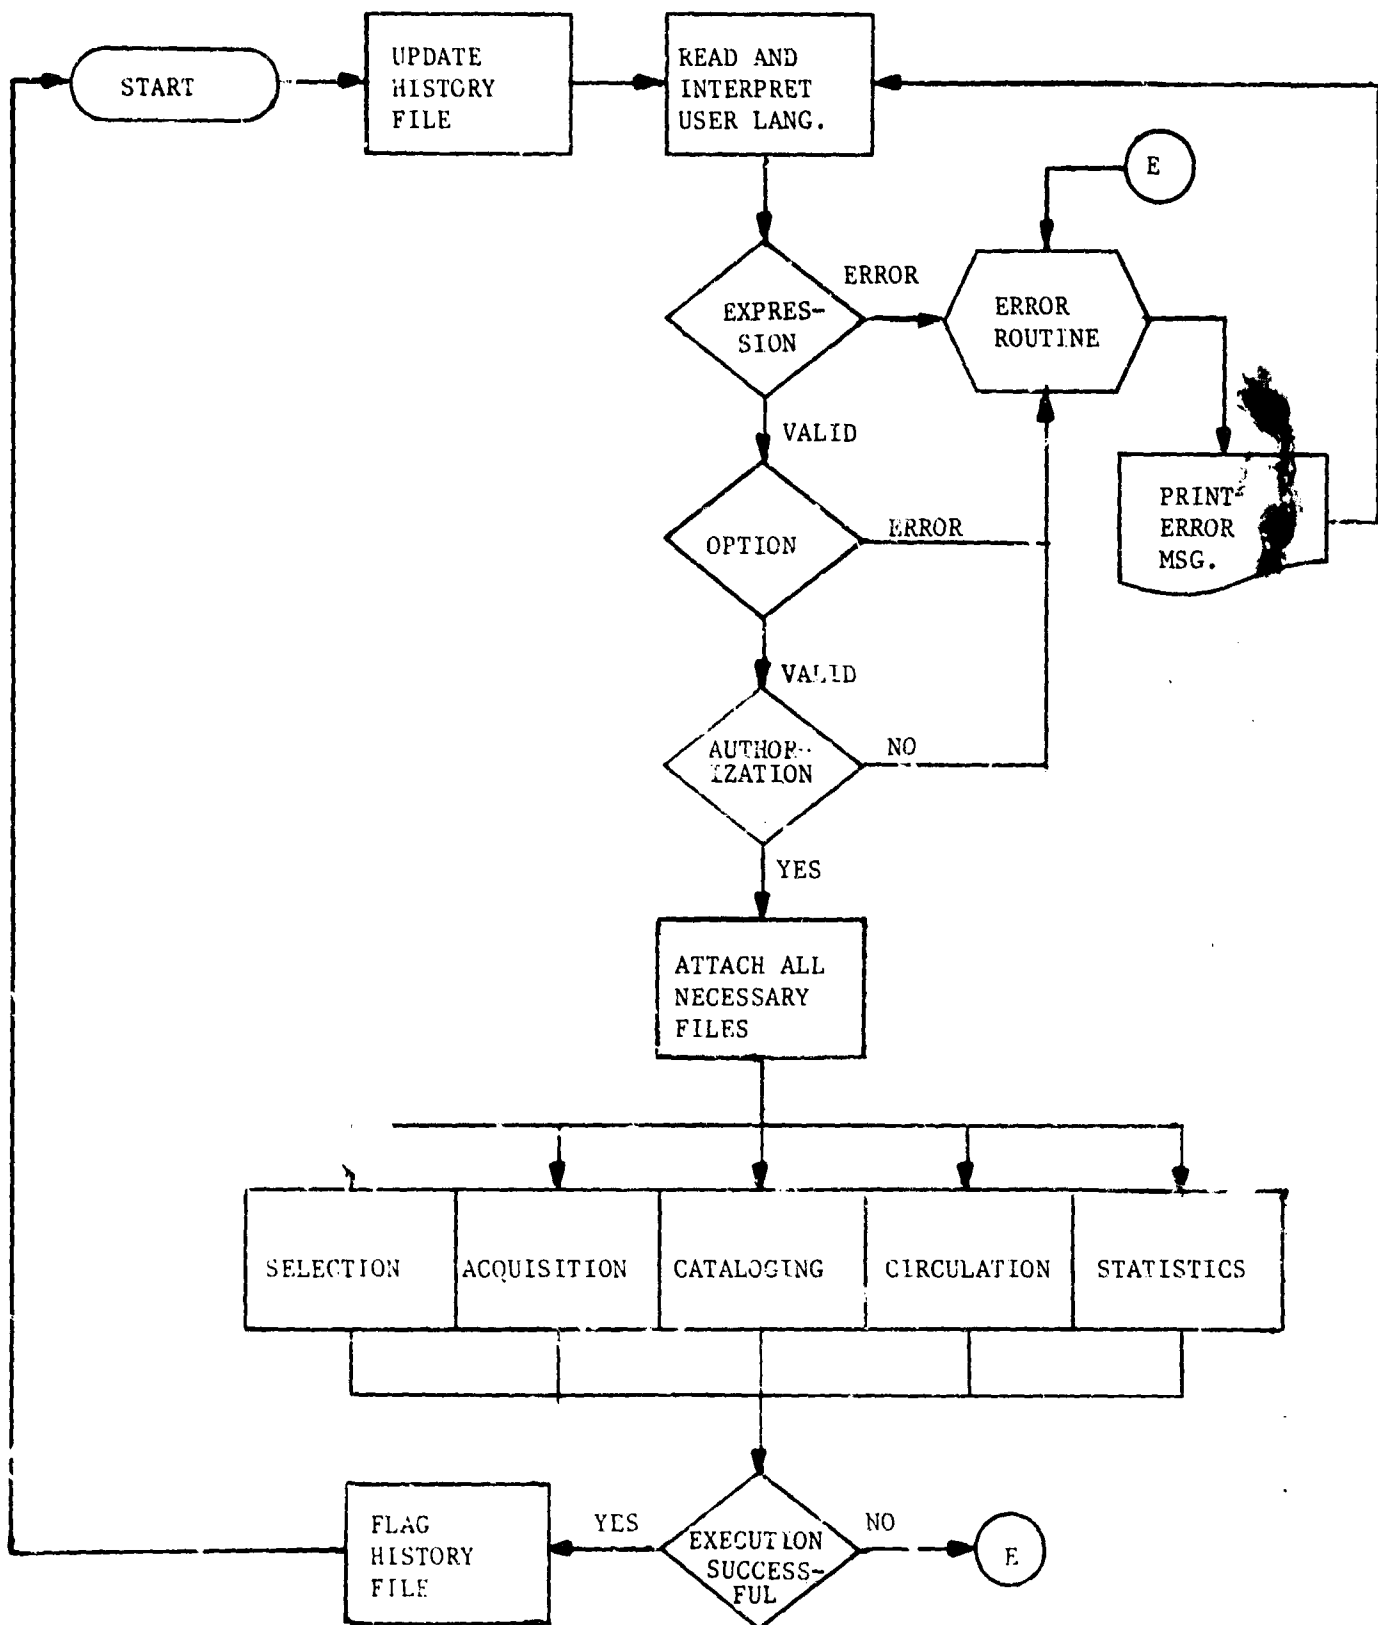 START
UPDATE
HISTORY
FILE
READ AND
INTERPRET
USER LANG.
E
ERROR
EXPRES-
SION
ERROR
ROUTINE
VALID
PRINT
ERROR
MSG.
OPTION
ERROR
VALID
AUTHOR-
IZATION
NO
YES
ATTACH ALL
NECESSARY
FILES
SELECTION
ACQUISITION
CATALOGING
CIRCULATION
STATISTICS
FLAG
HISTORY
FILE
YES
EXECUTION
SUCCESS-
FUL
NO
E